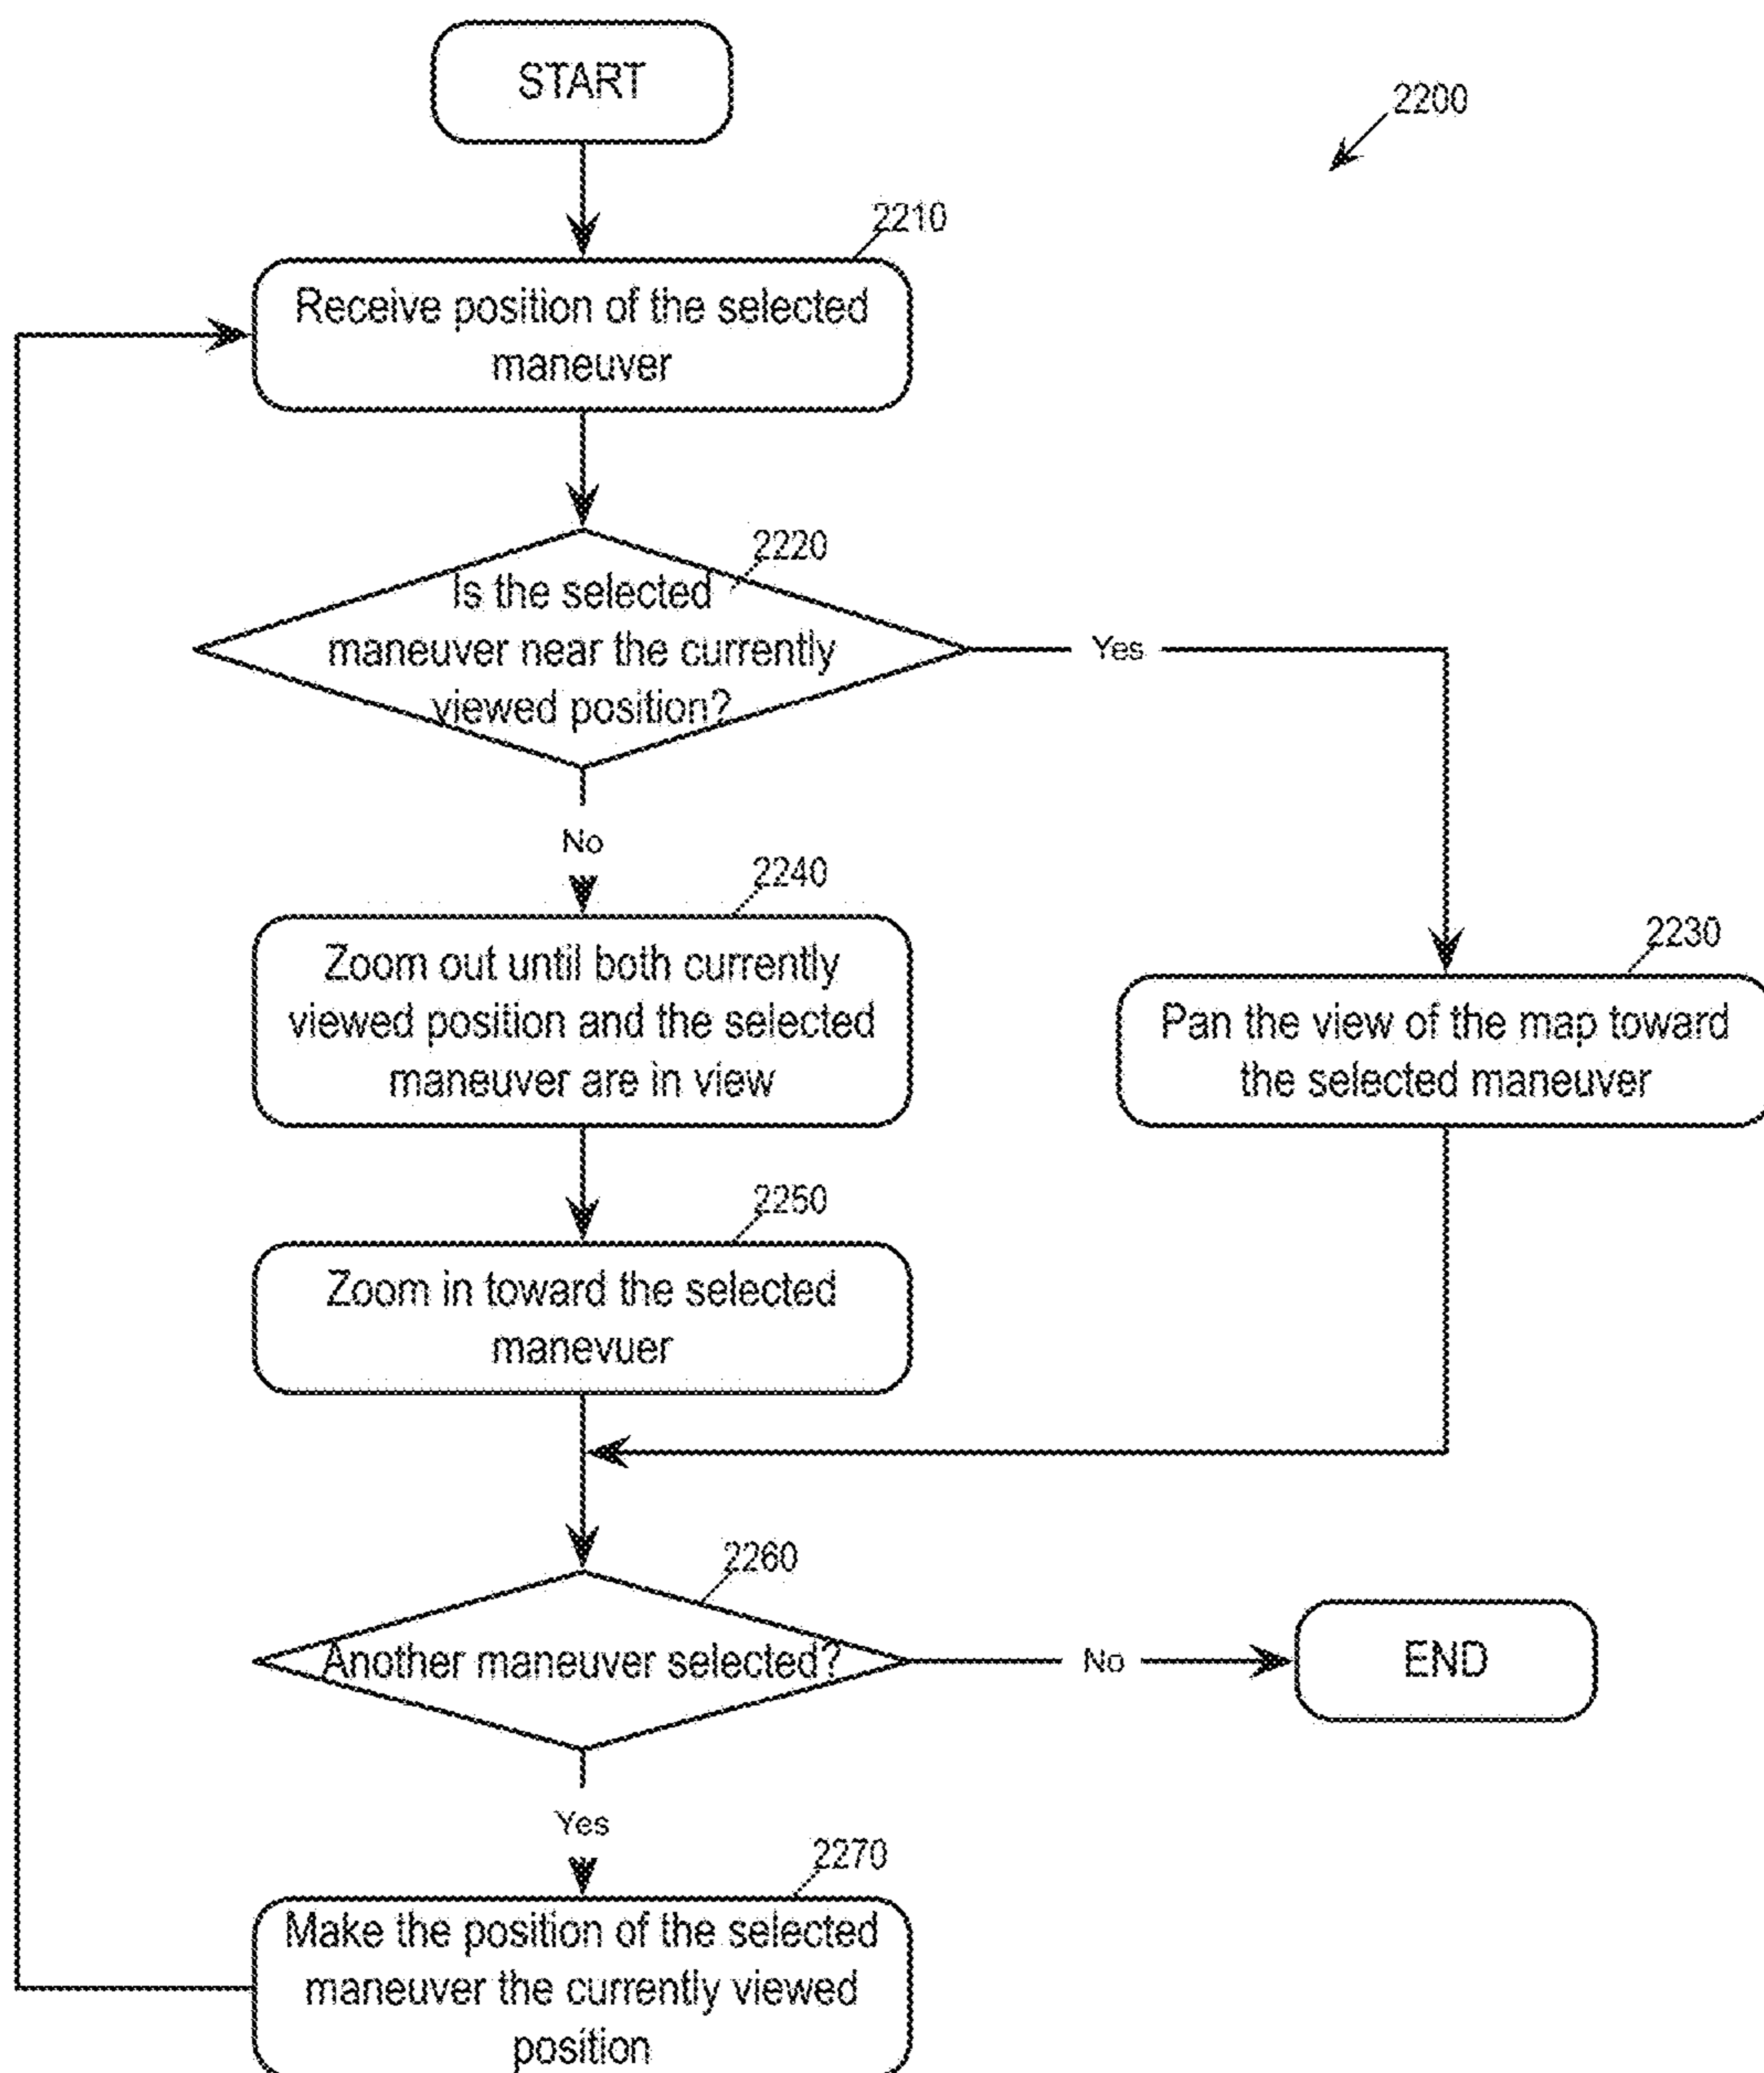 START
2200
2210
Receive position of the selected
maneuver
2220
Is the selected
maneuver near the currently
viewed position?
Yes
No
2240
Zoom out until both currently
viewed position and the selected
maneuver are in view
2230
Pan the view of the map toward
the selected maneuver
2250
Zoom in toward the selected
manevuer
2260
Another maneuver selected?
No
END
Yes
2270
Make the position of the selected
maneuver the currently viewed
position